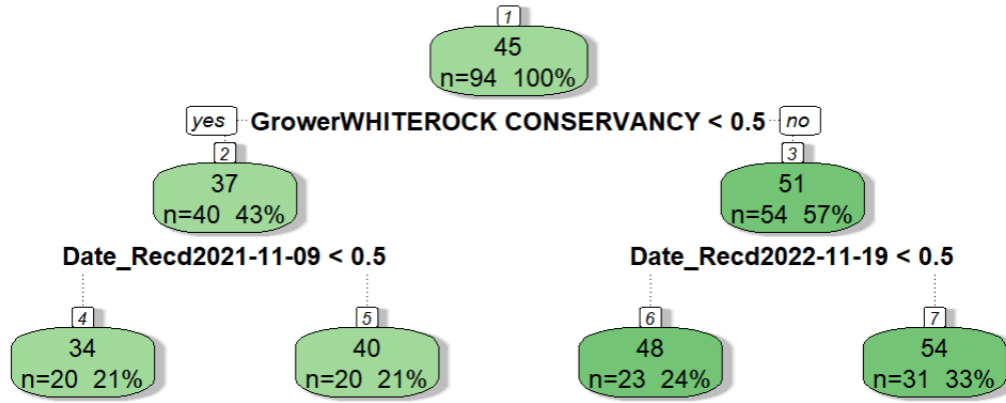 1
45
n=94 100%
yes GrowerWHITEROCK CONSERVANCY < 0.5 no
2
37
n=40 43%
3
51
n=54 57%
Date_Recd2021-11-09 < 0.5
Date_Recd2022-11-19 < 0.5
4
34
n=20 21%
5
40
n=20 21%
6
48
n=23 24%
7
54
n=31 33%